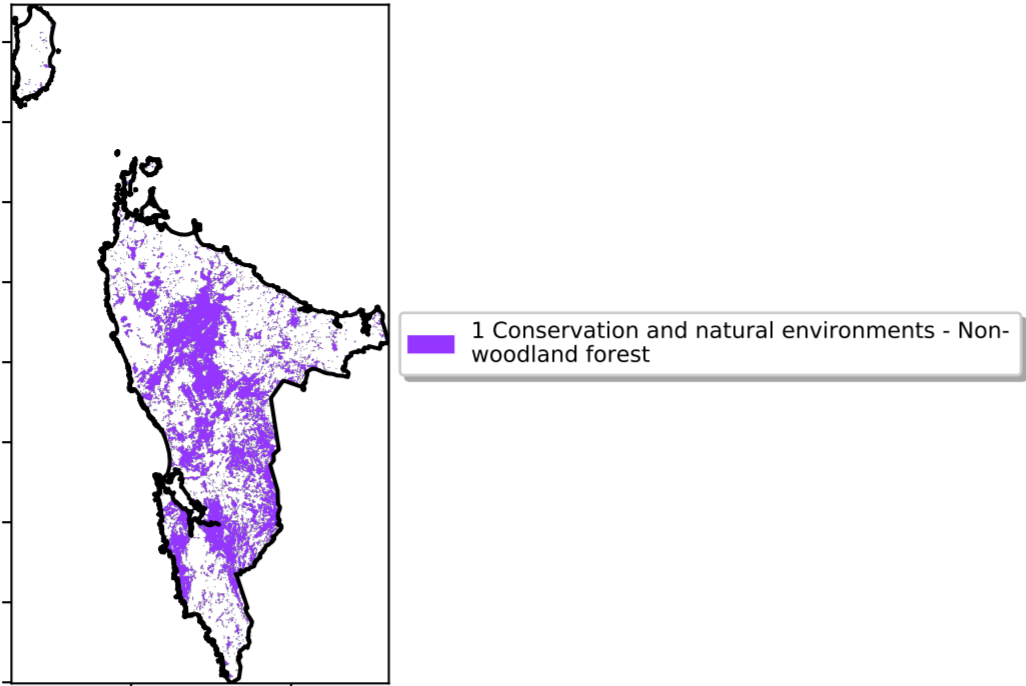 1 Conservation and natural environments - Non-
woodland forest